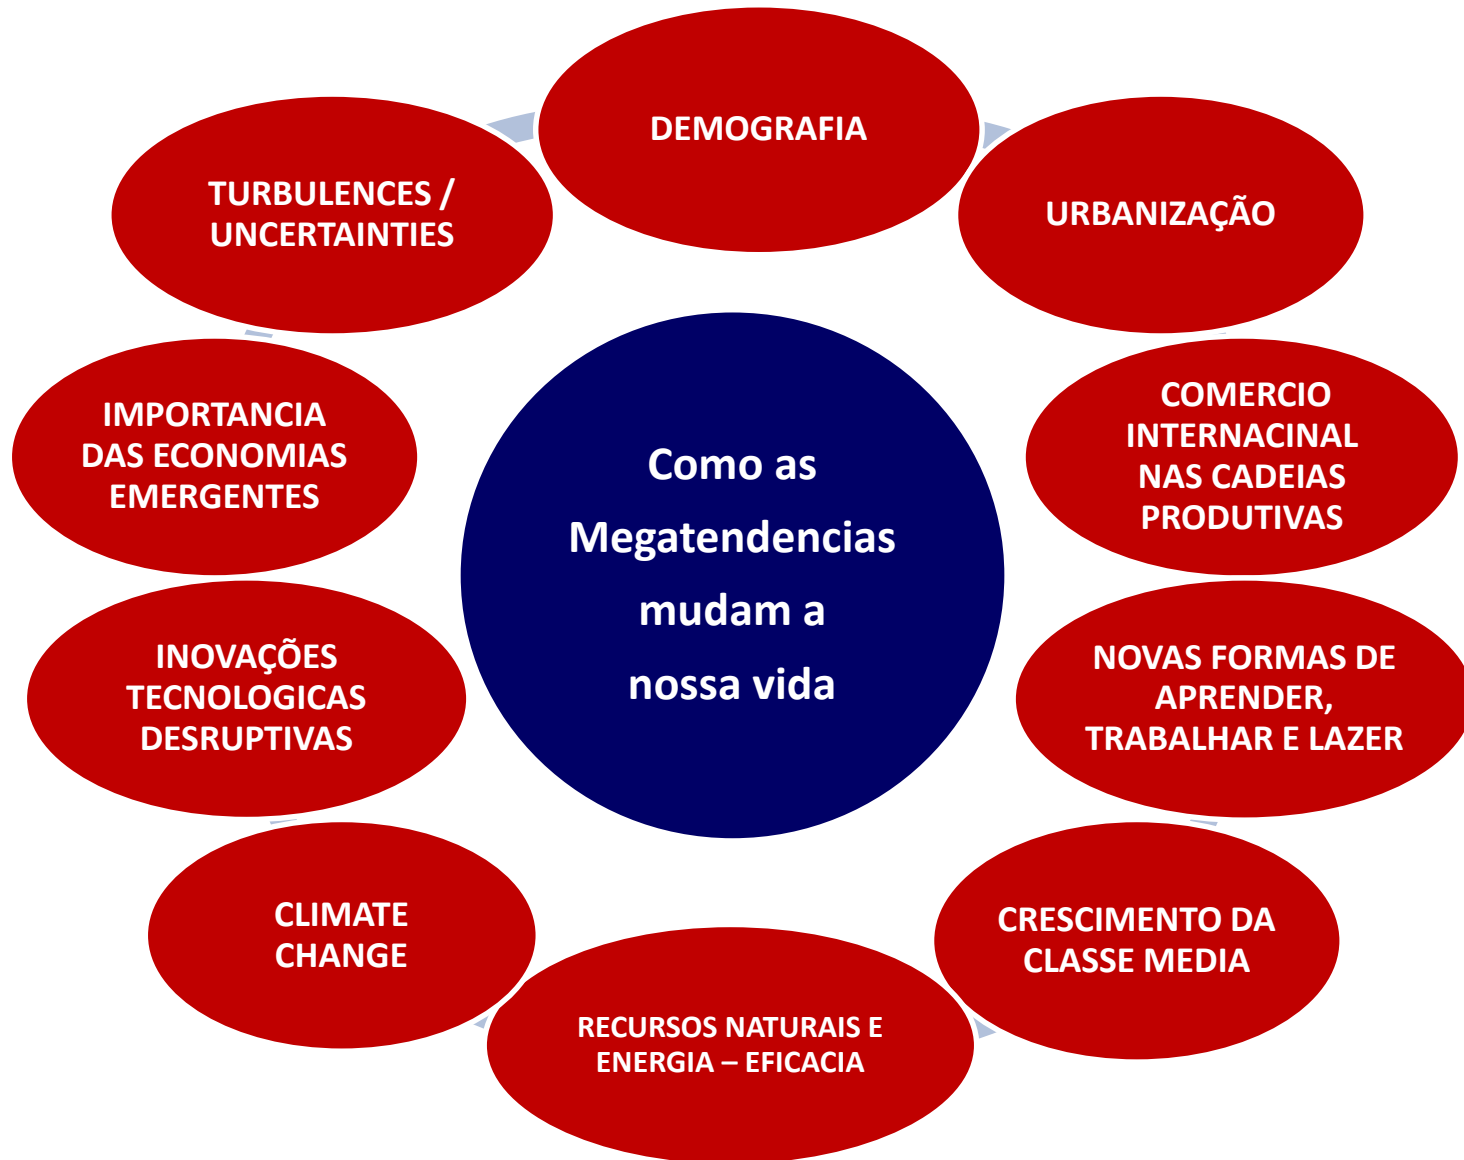 DEMOGRAFIA
URBANIZAÇÃO
COMERCIO
INTERNACINAL
NAS CADEIAS
PRODUTIVAS
NOVAS FORMAS DE
APRENDER,
TRABALHAR E LAZER
CRESCIMENTO DA
CLASSE MEDIA
RECURSOS NATURAIS E
ENERGIA – EFICACIA
CLIMATE
CHANGE
INOVAÇÕES
TECNOLOGICAS
DESRUPTIVAS
IMPORTANCIA
DAS ECONOMIAS
EMERGENTES
TURBULENCES /
UNCERTAINTIES
Como as
Megatendencias
mudam a
nossa vida